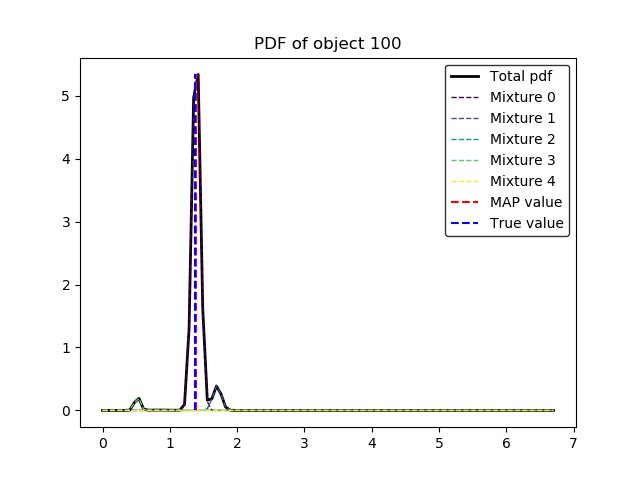 PDF of object 100
Total pdf
Mixture 0
Mixture 1
Mixture 2
Mixture 3
Mixture 4
MAP value
True value
5
4
3
2
1
0
0 1 2 3 4 5 6 7